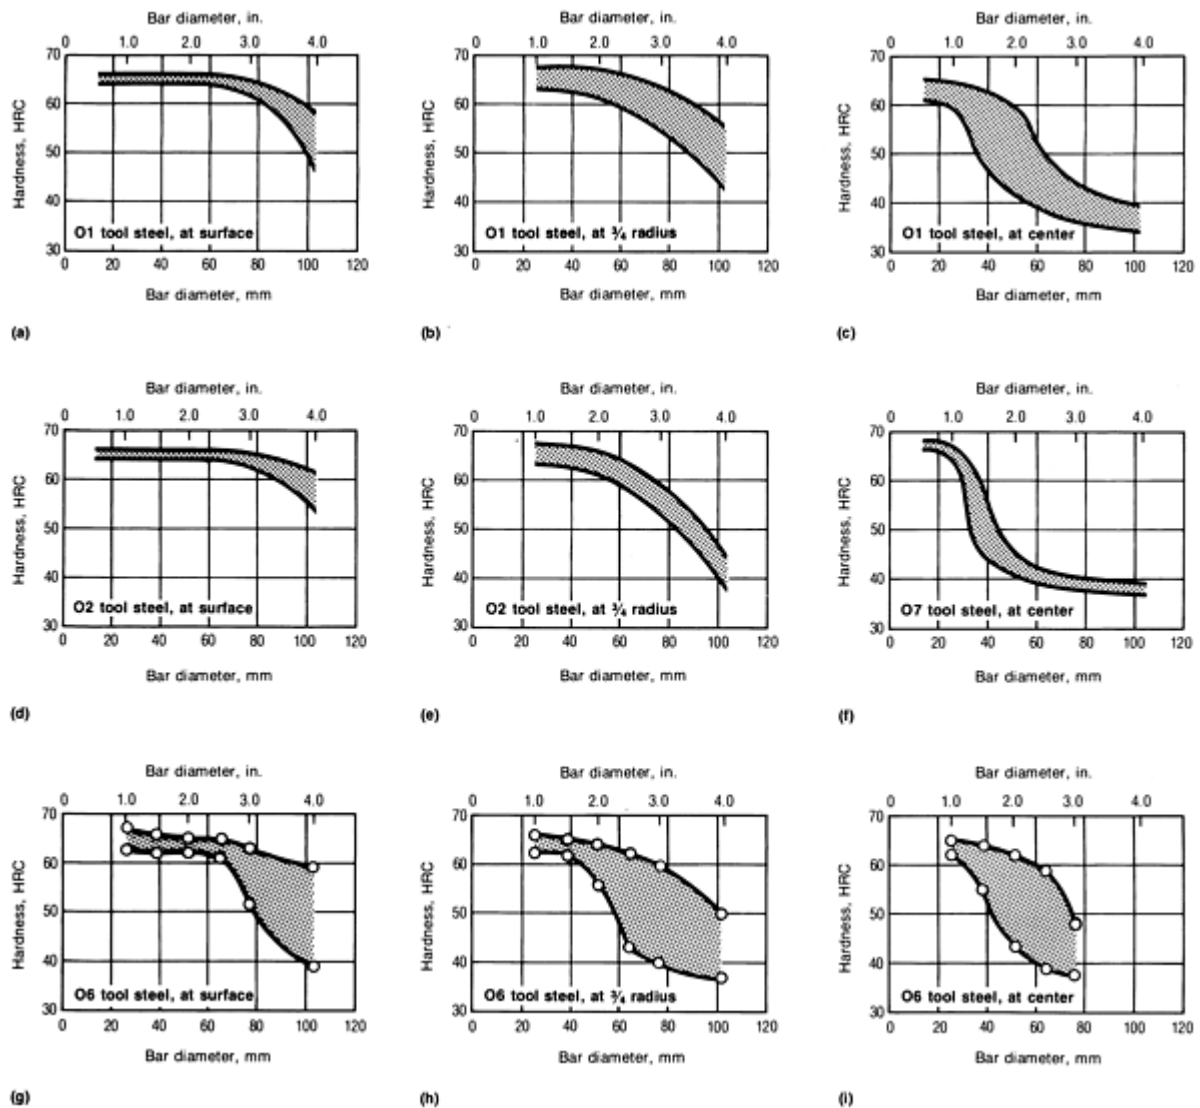 Bar diameter, in. Bar diameter, in. Bar diameter, in.
0 1.0 2.0 3.0 4.0 0 1.0 2.0 3.0 4.0 0 1.0 2.0 3.0 4.0
70 70 70
60 60 60
50 50 50
40 40 40
30 30 30
Hardness, HRC Hardness, HRC Hardness, HRC
O1 tool steel, at surface O1 tool steel, at ¾ radius O1 tool steel, at center
0 20 40 60 80 100 120 0 20 40 60 80 100 120 0 20 40 60 80 100 120
Bar diameter, mm Bar diameter, mm Bar diameter, mm
(a) (b) (c)
Bar diameter, in. Bar diameter, in. Bar diameter, in.
0 1.0 2.0 3.0 4.0 0 1.0 2.0 3.0 4.0 0 1.0 2.0 3.0 4.0
70 70 70
60 60 60
50 50 50
40 40 40
30 30 30
Hardness, HRC Hardness, HRC Hardness, HRC
O2 tool steel, at surface O2 tool steel, at ¾ radius O7 tool steel, at center
0 20 40 60 80 100 120 0 20 40 60 80 100 120 0 20 40 60 80 100 120
Bar diameter, mm Bar diameter, mm Bar diameter, mm
(d) (e) (f)
Bar diameter, in. Bar diameter, in. Bar diameter, in.
0 1.0 2.0 3.0 4.0 0 1.0 2.0 3.0 4.0 0 1.0 2.0 3.0
70 70 70
60 60 60
50 50 50
40 40 40
30 30 30
Hardness, HRC Hardness, HRC Hardness, HRC
O6 tool steel, at surface O6 tool steel, at ¾ radius O6 tool steel, at center
0 20 40 60 80 100 120 0 20 40 60 80 100 120 0 20 40 60 80 100 120
Bar diameter, mm Bar diameter, mm Bar diameter, mm
(g) (h) (i)